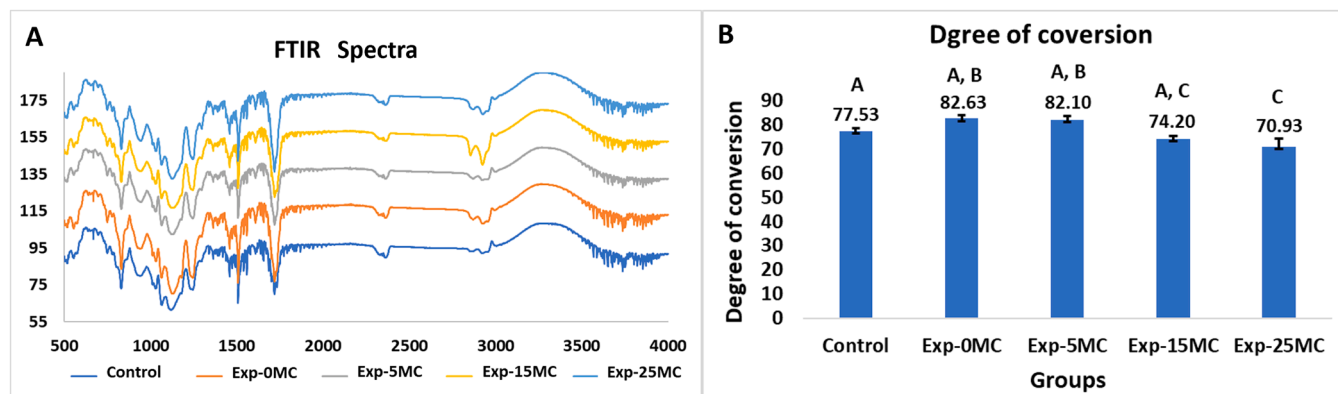 A
FTIR Spectra
175
155
135
115
95
75
55
500 1000 1500 2000 2500 3000 3500 4000
Control Exp-0MC Exp-5MC Exp-15MC Exp-25MC
B
Dgree of coversion
Degree of conversion
A A, B A, B A, C C
77.53 82.63 82.10 74.20 70.93
90
80
70
60
50
40
30
20
10
0
Control Exp-0MC Exp-5MC Exp-15MC Exp-25MC
Groups